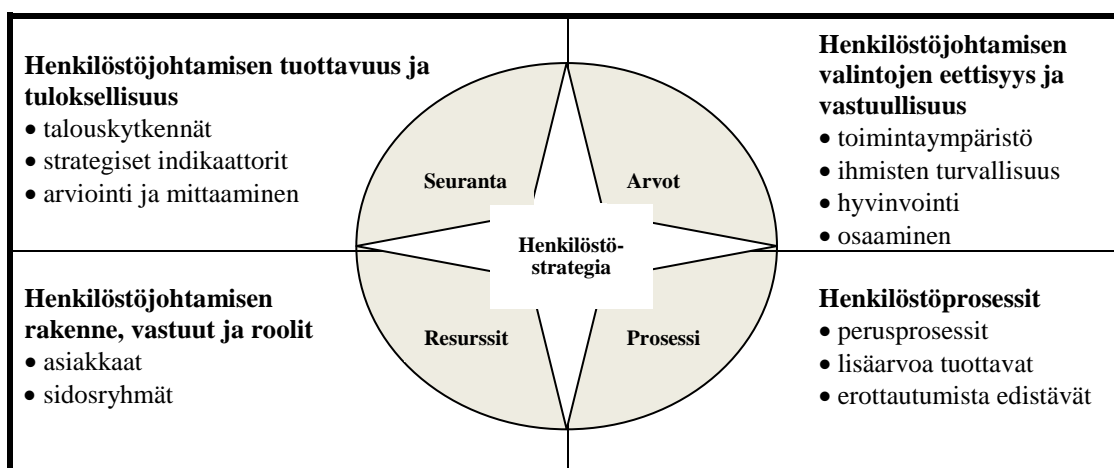 Henkilöstöjohtamisen tuottavuus ja
tuloksellisuus
• talouskytkennät
• strategiset indikaattorit
• arviointi ja mittaaminen
Henkilöstöjohtamisen
valintojen eettisyys ja
vastuullisuus
• toimintaympäristö
• ihmisten turvallisuus
• hyvinvointi
• osaaminen
Seuranta
Arvot
Henkilöstö-
strategia
Resurssit
Prosessi
Henkilöstöjohtamisen
rakenne, vastuut ja roolit
• asiakkaat
• sidosryhmät
Henkilöstöprosessit
• perusprosessit
• lisäarvoa tuottavat
• erottautumista edistävät